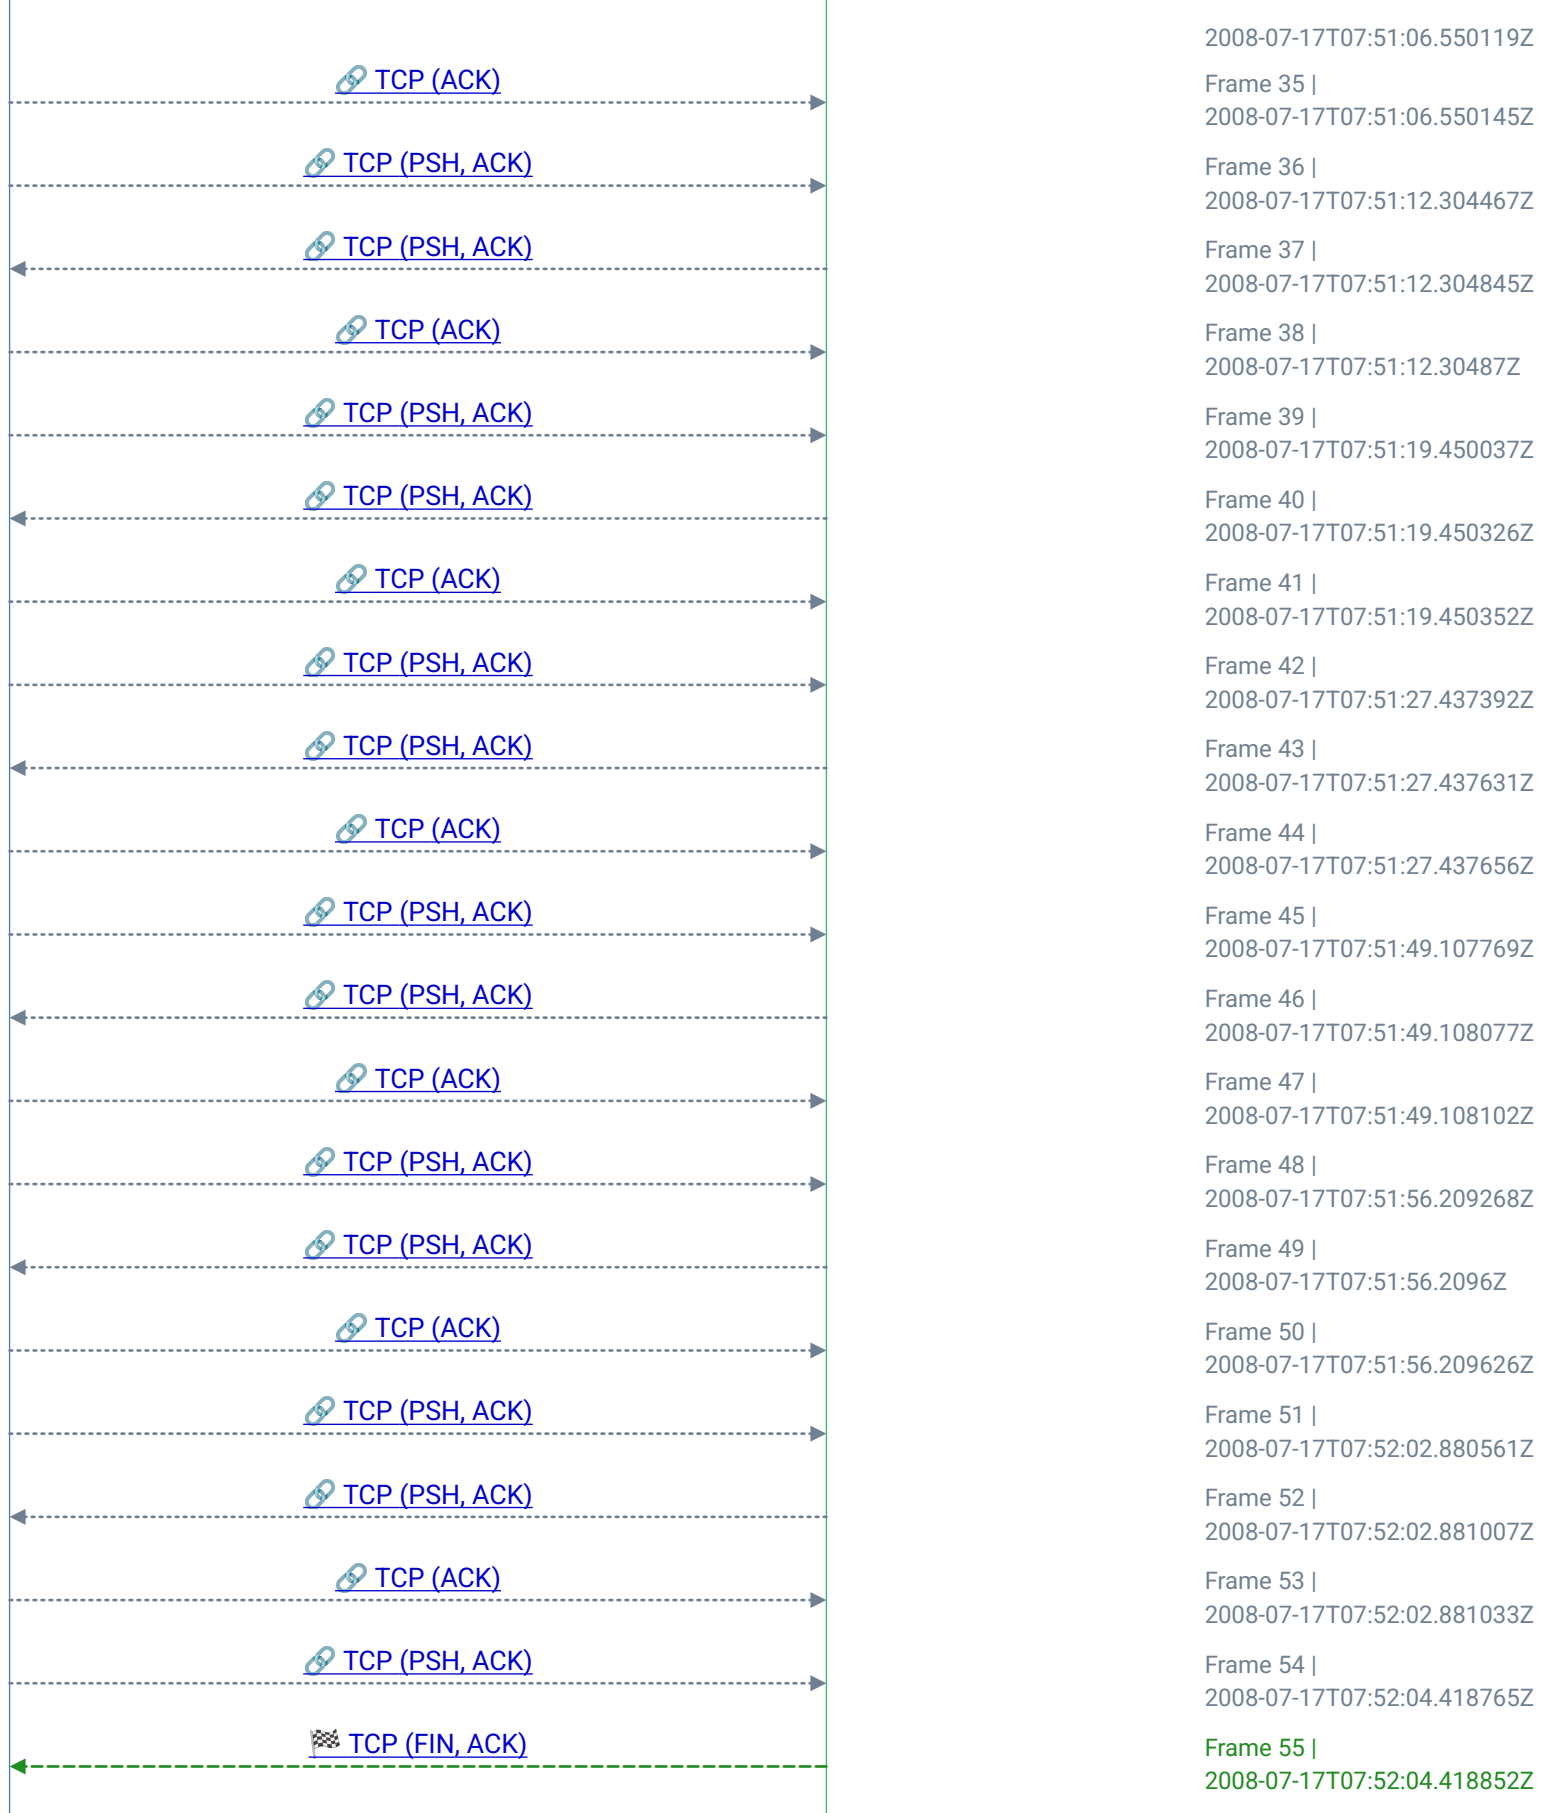 2008-07-17T07:51:06.550119Z
🔗 TCP (ACK)
Frame 35 |
2008-07-17T07:51:06.550145Z
🔗 TCP (PSH, ACK)
Frame 36 |
2008-07-17T07:51:12.304467Z
🔗 TCP (PSH, ACK)
Frame 37 |
2008-07-17T07:51:12.304845Z
🔗 TCP (ACK)
Frame 38 |
2008-07-17T07:51:12.30487Z
🔗 TCP (PSH, ACK)
Frame 39 |
2008-07-17T07:51:19.450037Z
🔗 TCP (PSH, ACK)
Frame 40 |
2008-07-17T07:51:19.450326Z
🔗 TCP (ACK)
Frame 41 |
2008-07-17T07:51:19.450352Z
🔗 TCP (PSH, ACK)
Frame 42 |
2008-07-17T07:51:27.437392Z
🔗 TCP (PSH, ACK)
Frame 43 |
2008-07-17T07:51:27.437631Z
🔗 TCP (ACK)
Frame 44 |
2008-07-17T07:51:27.437656Z
🔗 TCP (PSH, ACK)
Frame 45 |
2008-07-17T07:51:49.107769Z
🔗 TCP (PSH, ACK)
Frame 46 |
2008-07-17T07:51:49.108077Z
🔗 TCP (ACK)
Frame 47 |
2008-07-17T07:51:49.108102Z
🔗 TCP (PSH, ACK)
Frame 48 |
2008-07-17T07:51:56.209268Z
🔗 TCP (PSH, ACK)
Frame 49 |
2008-07-17T07:51:56.2096Z
🔗 TCP (ACK)
Frame 50 |
2008-07-17T07:51:56.209626Z
🔗 TCP (PSH, ACK)
Frame 51 |
2008-07-17T07:52:02.880561Z
🔗 TCP (PSH, ACK)
Frame 52 |
2008-07-17T07:52:02.881007Z
🔗 TCP (ACK)
Frame 53 |
2008-07-17T07:52:02.881033Z
🔗 TCP (PSH, ACK)
Frame 54 |
2008-07-17T07:52:04.418765Z
🏁 TCP (FIN, ACK)
Frame 55 |
2008-07-17T07:52:04.418852Z